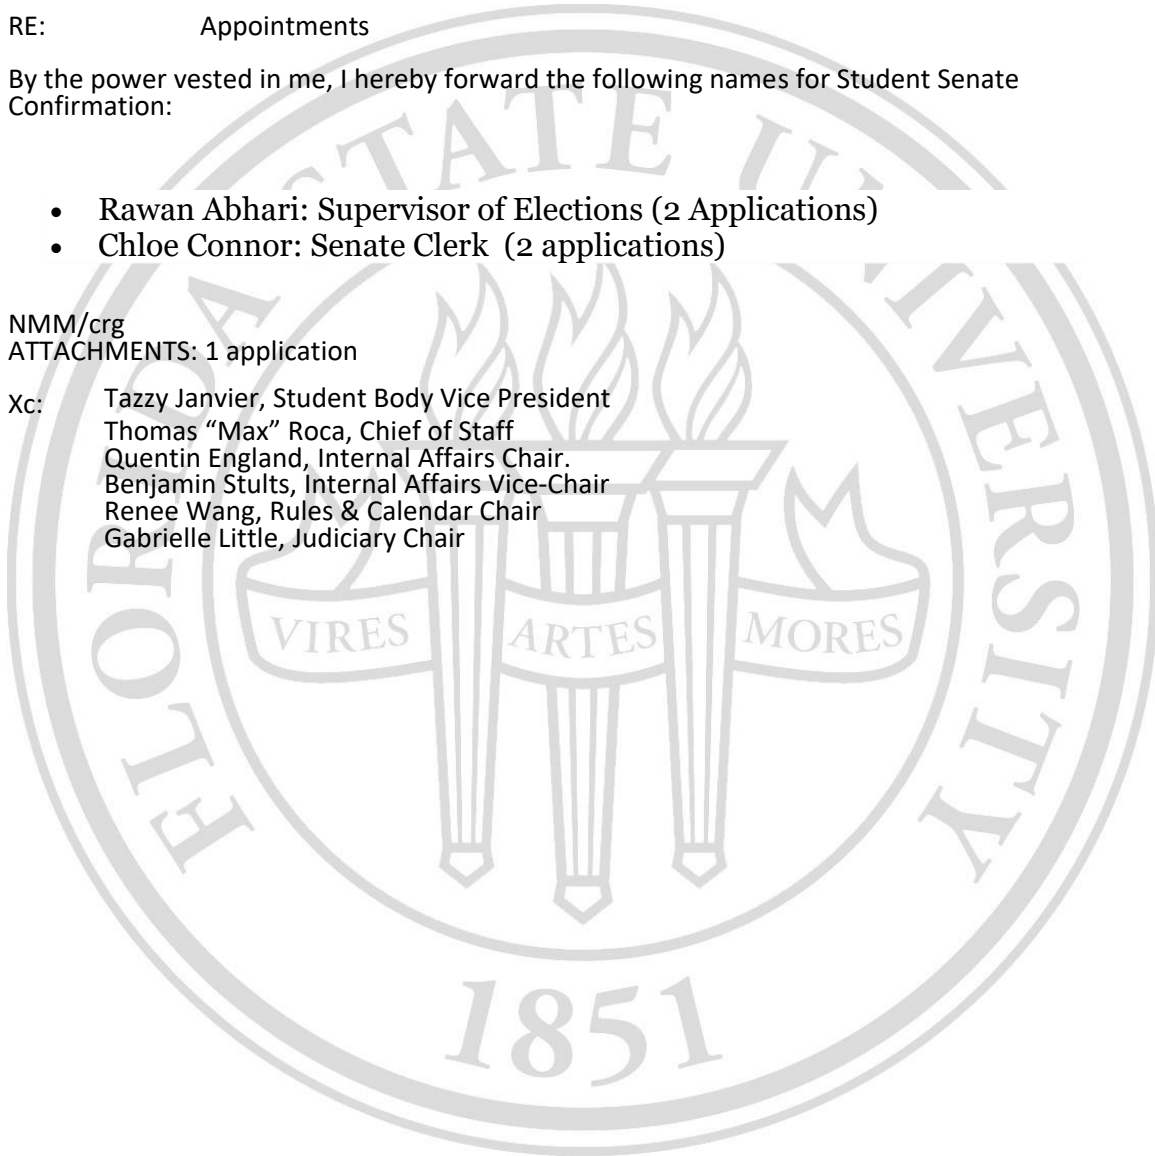 RE: Appointments
By the power vested in me, I hereby forward the following names for Student Senate
Confirmation:
• Rawan Abhari: Supervisor of Elections (2 Applications)
• Chloe Connor: Senate Clerk (2 applications)
NMM/crg
ATTACHMENTS: 1 application
Xc: Tazzy Janvier, Student Body Vice President
Thomas “Max” Roca, Chief of Staff
Quentin England, Internal Affairs Chair.
Benjamin Stults, Internal Affairs Vice-Chair
Renee Wang, Rules & Calendar Chair
Gabrielle Little, Judiciary Chair
FLORIDA STATE UNIVERSITY
VIRES ARTES MORES
1851